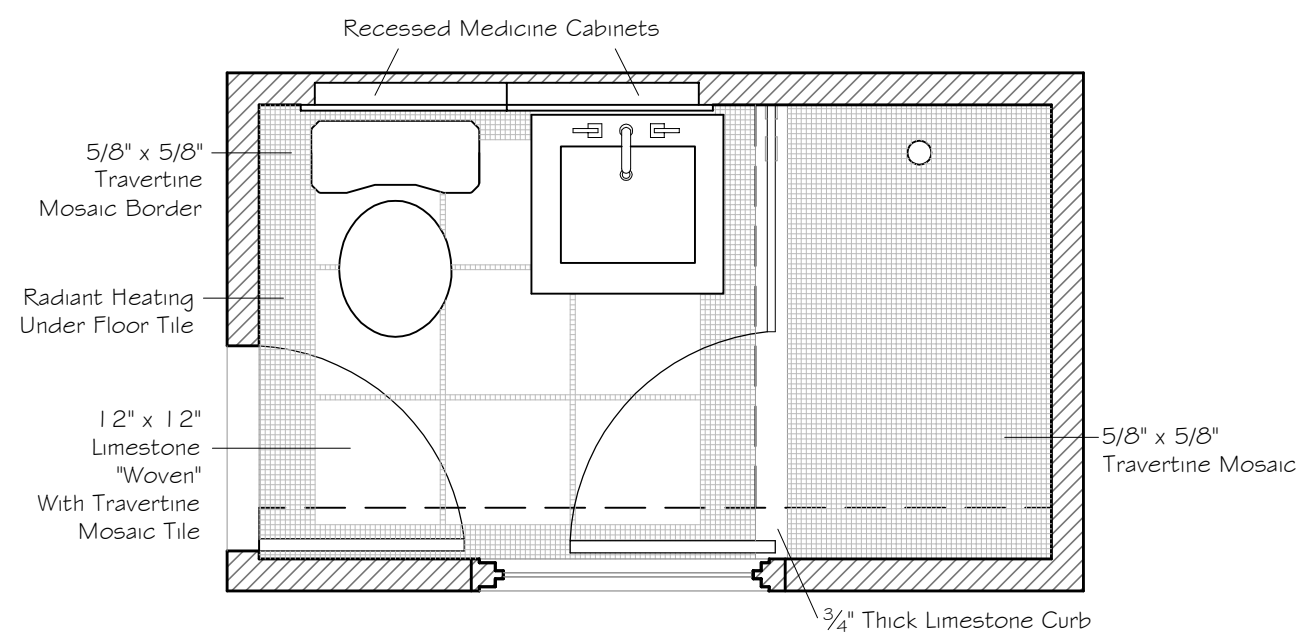 Recessed Medicine Cabinets
5/8" x 5/8"
Travertine
Mosaic Border
Radiant Heating
Under Floor Tile
12" x 12"
Limestone
"Woven"
With Travertine
Mosaic Tile
5/8" x 5/8"
Travertine Mosaic
¾" Thick Limestone Curb